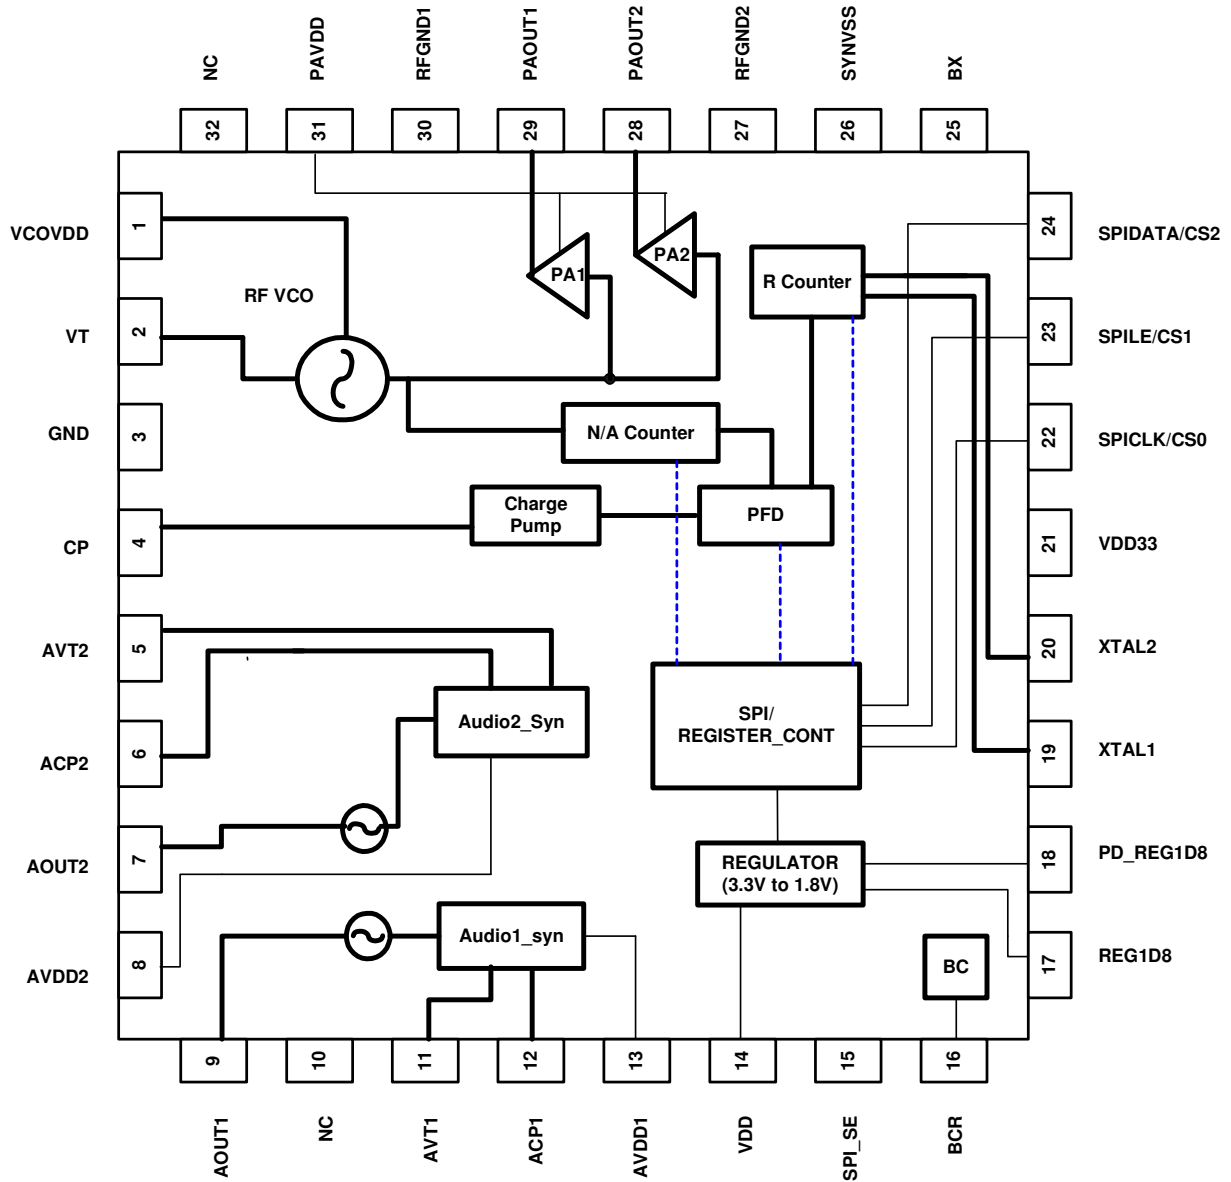 NC
PAVDD
RFGND1
PAOUT1
PAOUT2
RFGND2
SYNVSS
BX
32
31
30
29
28
27
26
25
VCOVDD
1
VT
2
GND
3
CP
4
AVT2
5
ACP2
6
AOUT2
7
AVDD2
8
RF VCO
PA1
PA2
R Counter
N/A Counter
Charge
Pump
PFD
Audio2_Syn
SPI/
REGISTER_CONT
REGULATOR
(3.3V to 1.8V)
Audio1_syn
BC
24
SPIDATA/CS2
23
SPILE/CS1
22
SPICLK/CS0
21
VDD33
20
XTAL2
19
XTAL1
18
PD_REG1D8
17
REG1D8
9
10
11
12
13
14
15
16
AOUT1
NC
AVT1
ACP1
AVDD1
VDD
SPI_SE
BCR